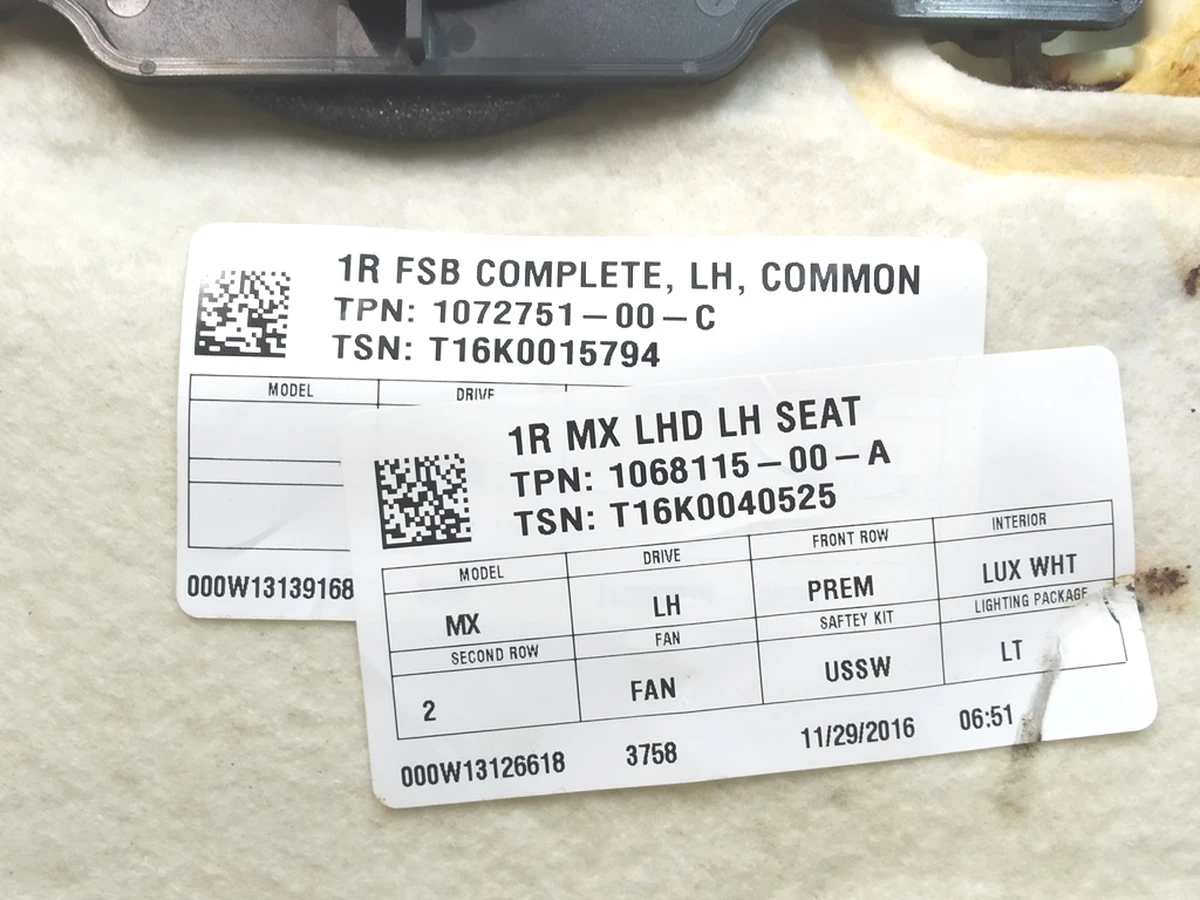 1R FSB COMPLETE, LH, COMMON
TPN: 1072751-00-C
TSN: T16K0015794
MODEL DRIVE
000W13139168
1R MX LHD LH SEAT
TPN: 1068115-00-A
TSN: T16K0040525
MODEL DRIVE FRONT ROW INTERIOR
MX LH PREM LUX WHT
SECOND ROW FAN SAFTEY KIT LIGHTING PACKAGE
2 FAN USSW LT
000W13126618 3758 11/29/2016 06:51